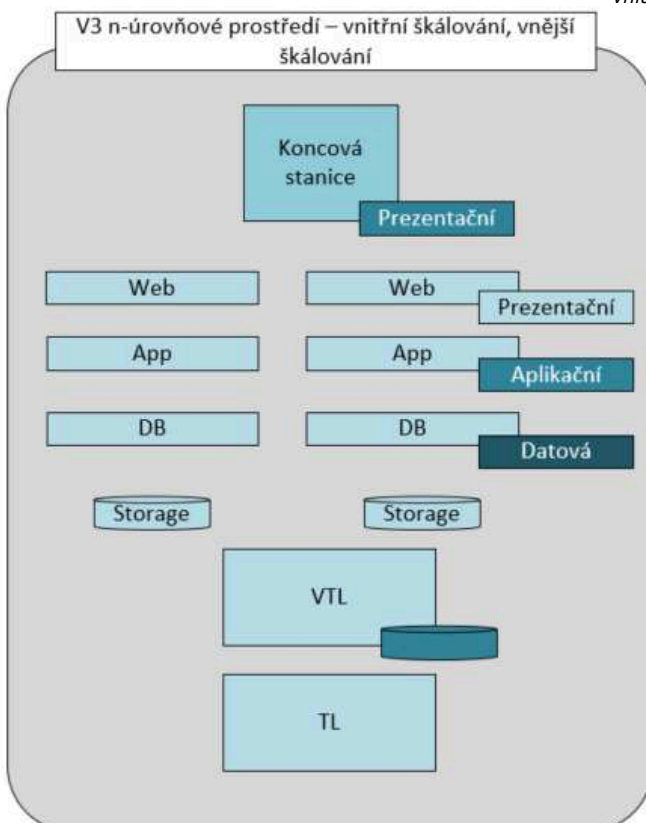 V3 n-úrovňové prostředí – vnitřní škálování, vnější
škálování
Koncová
stanice
Prezentační
Web
Web
Prezentační
App
App
Aplikační
DB
DB
Datová
Storage
Storage
VTL
TL